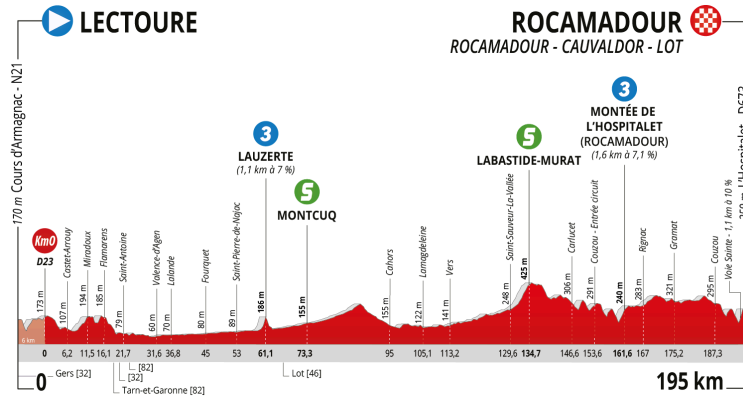 LECTOURE
ROCAMADOUR
ROCAMADOUR - CAUVALDOR - LOT
170 m Cours d'Armagnac - N21
3
LAUZERTE
(1,1 km à 7 %)
S
MONTCUQ
S
LABASTIDE-MURAT
3
MONTÉE DE
L'HOSPITALET
(ROCAMADOUR)
(1,6 km à 7,1 %)
Km0
D23
173 m
107 m Castet-Arrouy
194 m Miradoux
185 m Flamarens
79 m Saint-Antoine
60 m Valence-d'Agen
70 m Lalande
80 m Fourquet
89 m Saint-Pierre-de-Najac
186 m
155 m
155 m Cahors
122 m Lamagdeleine
141 m Vers
248 m Saint-Sauveur-La-Vallée
425 m
306 m Carlucet
291 m Couzou - Entrée circuit
240 m
283 m Rignac
321 m Gramat
295 m Couzou
Voie Sainte - 1,1 km à 10 %
L'Hospitalet - D673
6 km
0 6,2 11,5 16,1 21,7 31,6 36,8 45 53 61,1 73,3 95 105,1 113,2 129,6 134,7 146,6 153,6 161,6 167 175,2 187,3
0
Gers [32]
[82]
[32]
Tarn-et-Garonne [82]
Lot [46]
195 km